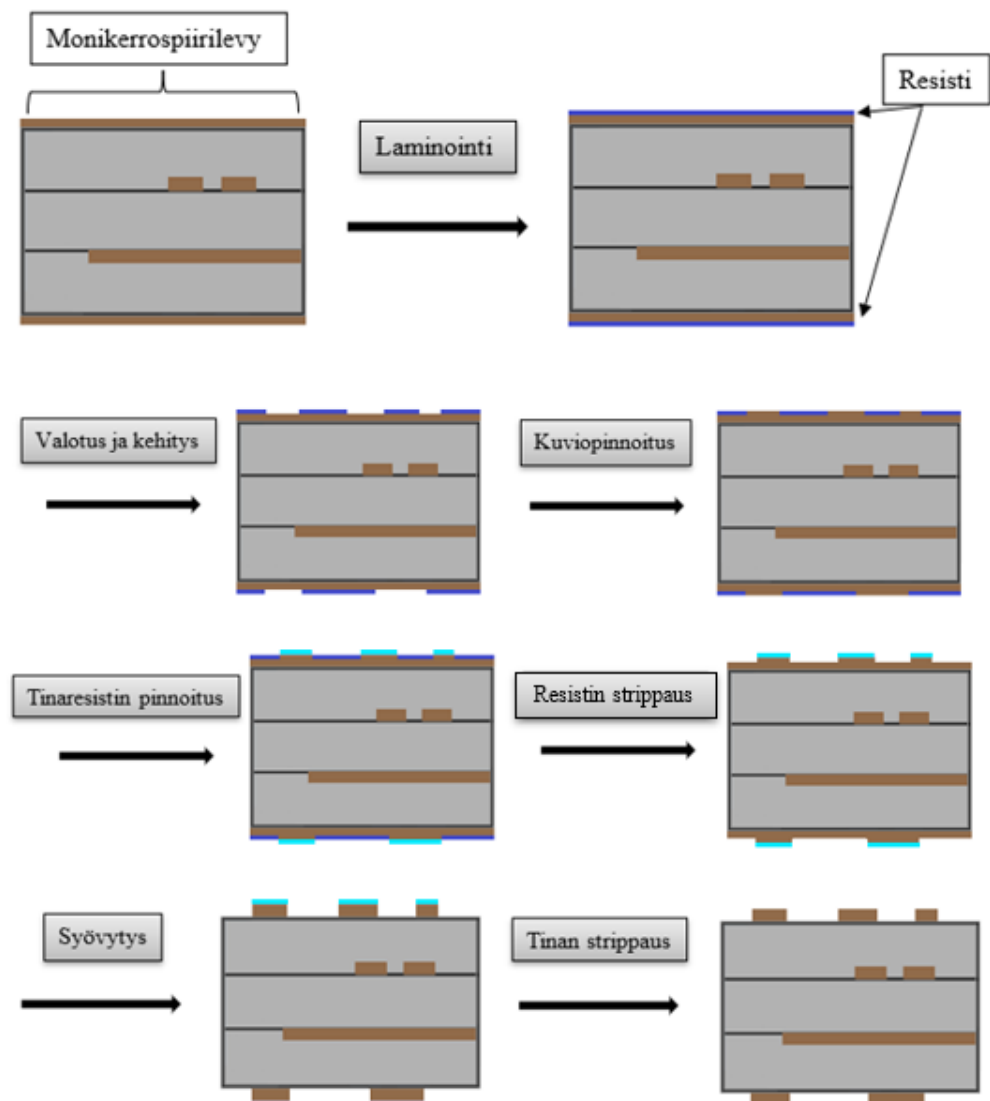 Monikerrospiirilevy
Resisti
Laminointi
Valotus ja kehitys
Kuviopinnoitus
Tinaresistin pinnoitus
Resistin strippaus
Syövytys
Tinan strippaus